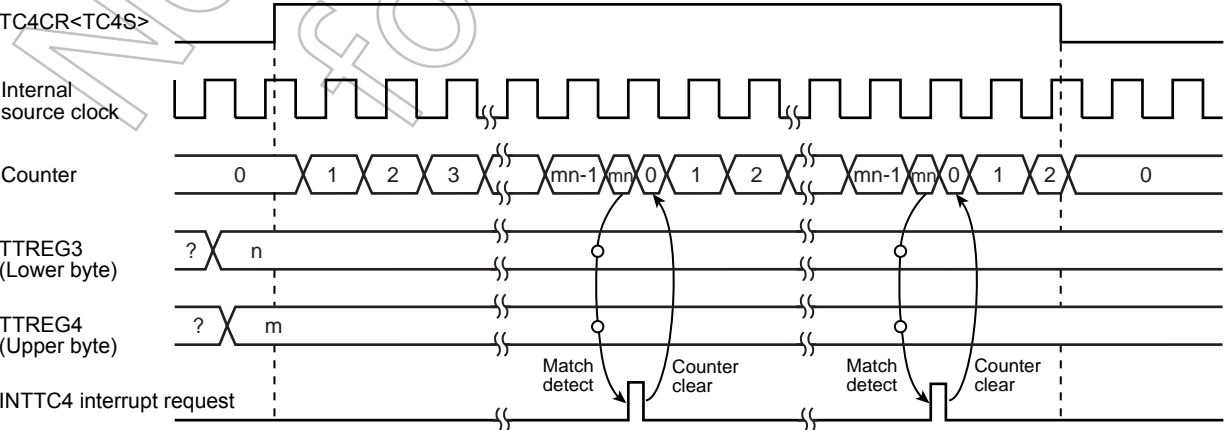 TC4CR<TC4S>
Internal
source clock
Counter
0 1 2 3 mn-1 mn 0 1 2 mn-1 mn 0 1 2 0
TTREG3
(Lower byte)
? n
TTREG4
(Upper byte)
? m
Match
detect
Counter
clear
Match
detect
Counter
clear
INTTC4 interrupt request